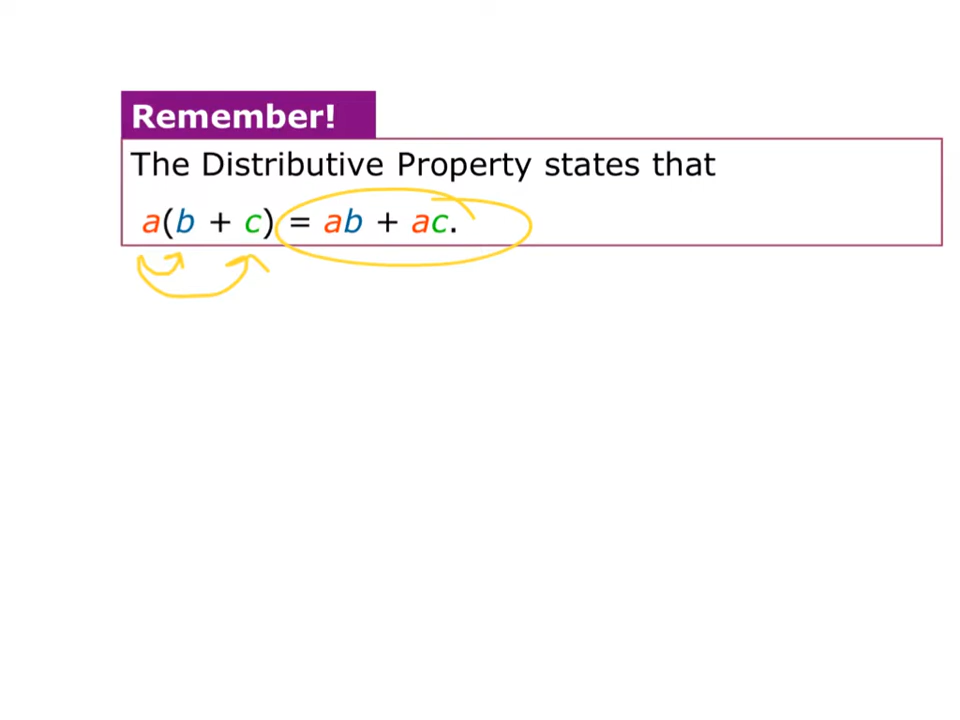 Remember!
The Distributive Property states that
a(b + c) = ab + ac.